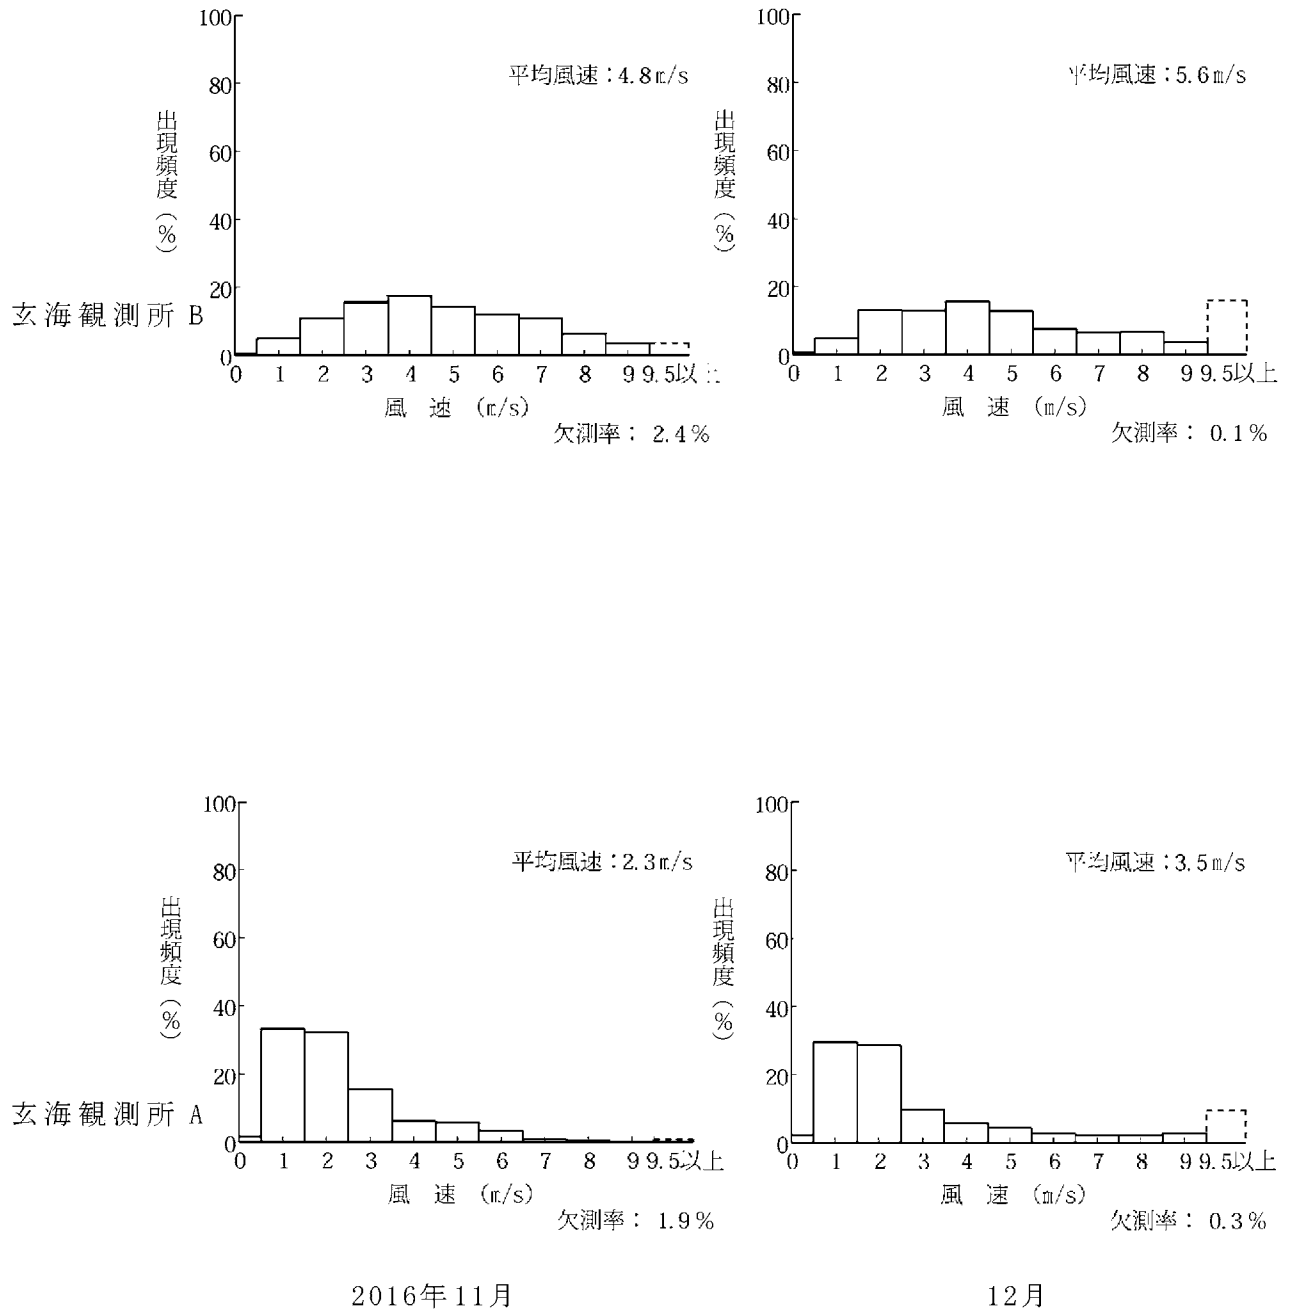 玄海観測所 B
出現頻度(%)
100
80
60
40
20
0
平均風速:4.8m/s
0 1 2 3 4 5 6 7 8 9 9.5以上
風 速 (m/s)
欠測率: 2.4%
出現頻度(%)
100
80
60
40
20
0
平均風速:5.6m/s
0 1 2 3 4 5 6 7 8 9 9.5以上
風 速 (m/s)
欠測率: 0.1%
玄海観測所 A
出現頻度(%)
100
80
60
40
20
0
平均風速:2.3m/s
0 1 2 3 4 5 6 7 8 9 9.5以上
風 速 (m/s)
欠測率: 1.9%
出現頻度(%)
100
80
60
40
20
0
平均風速:3.5m/s
0 1 2 3 4 5 6 7 8 9 9.5以上
風 速 (m/s)
欠測率: 0.3%
2016年11月
12月